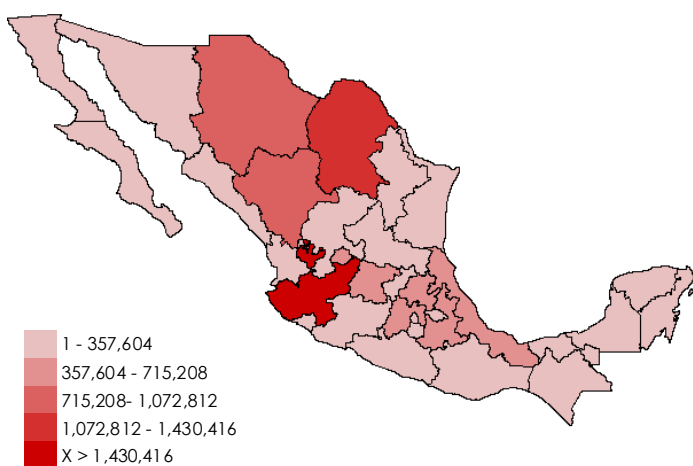 1 - 357,604
357,604 - 715,208
715,208- 1,072,812
1,072,812 - 1,430,416
X > 1,430,416